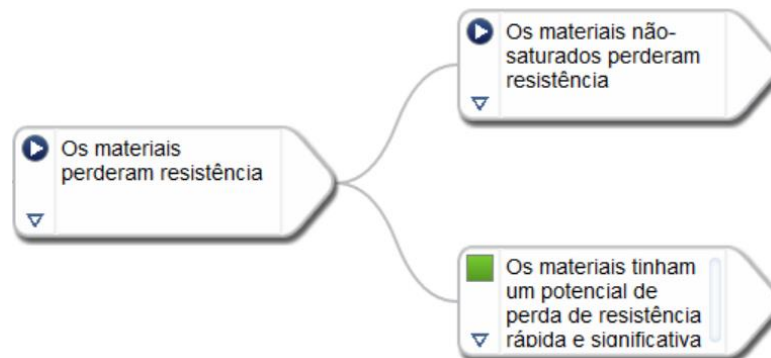 Os materiais não-
saturados perderam
resistência
Os materiais
perderam resistência
Os materiais tinham
um potencial de
perda de resistência
rápida e significativa